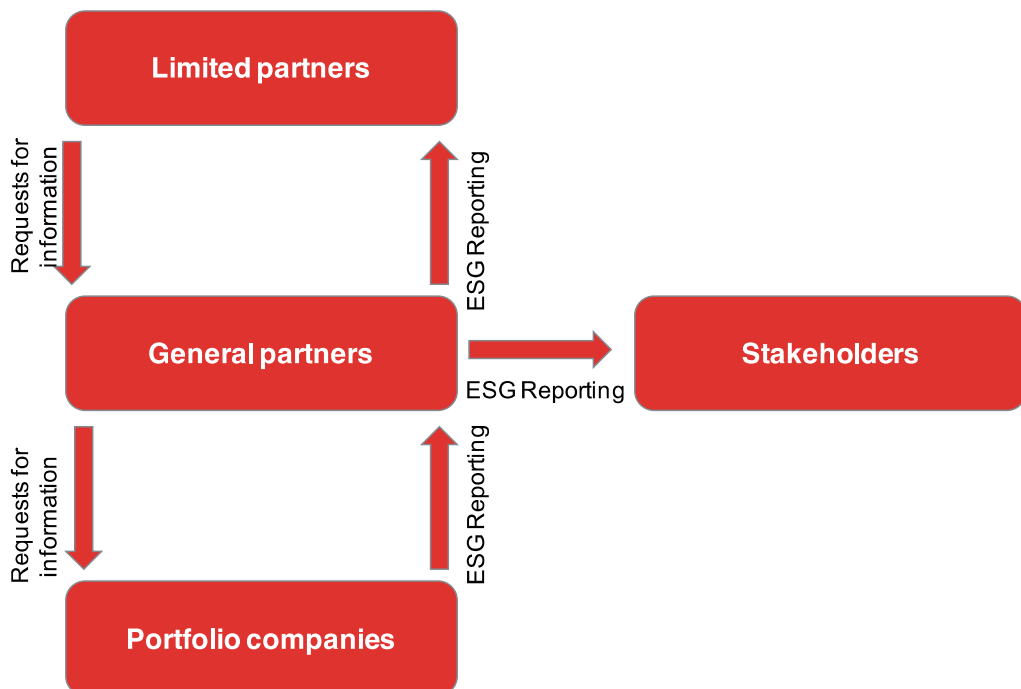 Limited partners
Requests for
information
ESG Reporting
General partners
ESG Reporting
Stakeholders
Requests for
information
ESG Reporting
Portfolio companies